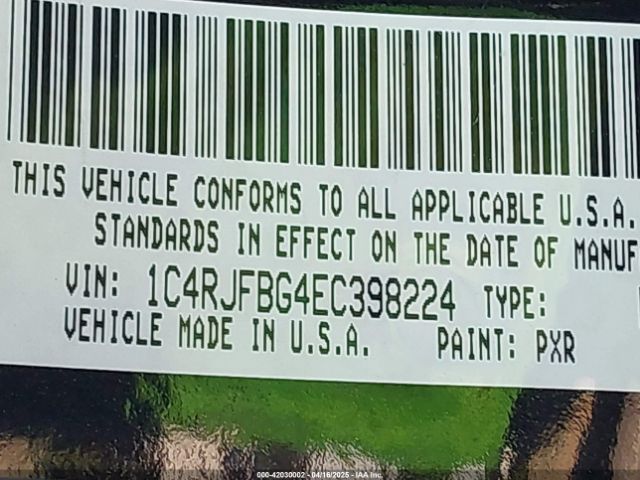 THIS VEHICLE CONFORMS TO ALL APPLICABLE U.S.A.
STANDARDS IN EFFECT ON THE DATE OF MANUF
VIN: 1C4RJFBG4EC398224 TYPE:
VEHICLE MADE IN U.S.A. PAINT: PXR
000-42030002 - 04/16/2025 - IAA Inc.